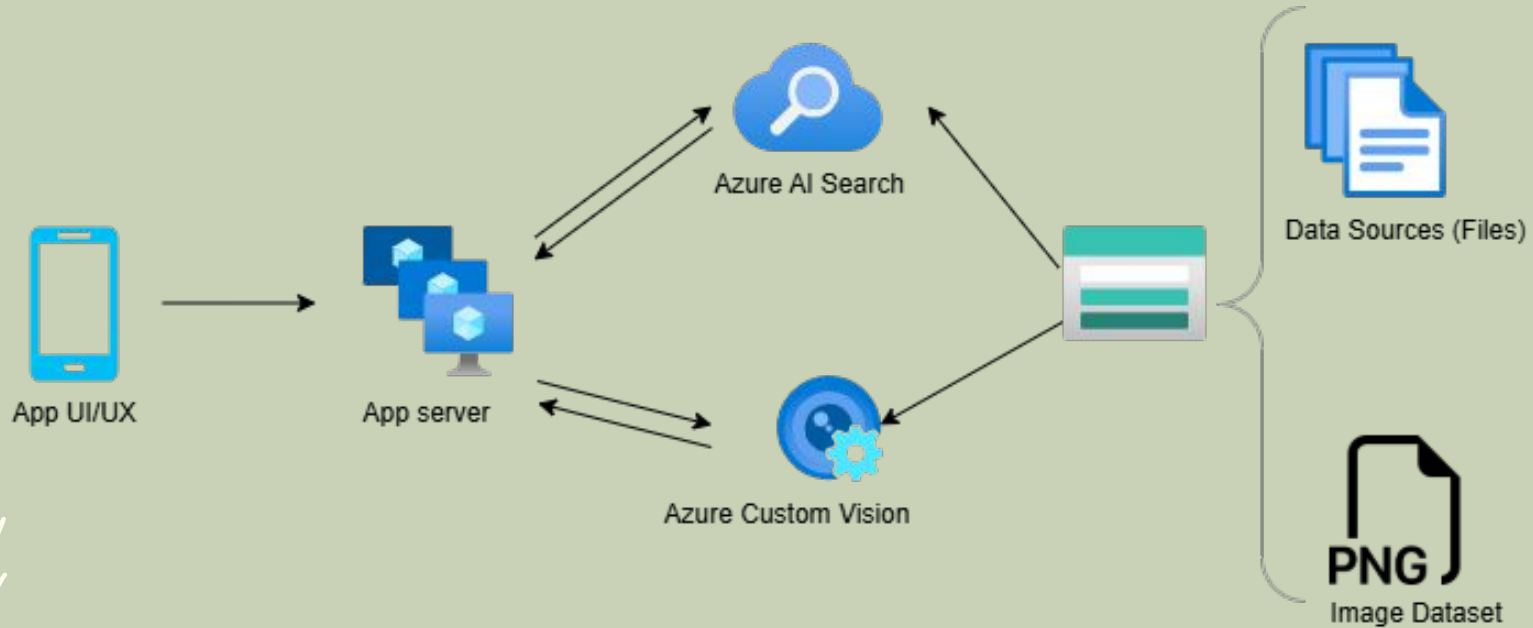 Azure AI Search
Data Sources (Files)
App UI/UX
App server
Azure Custom Vision
PNG
Image Dataset